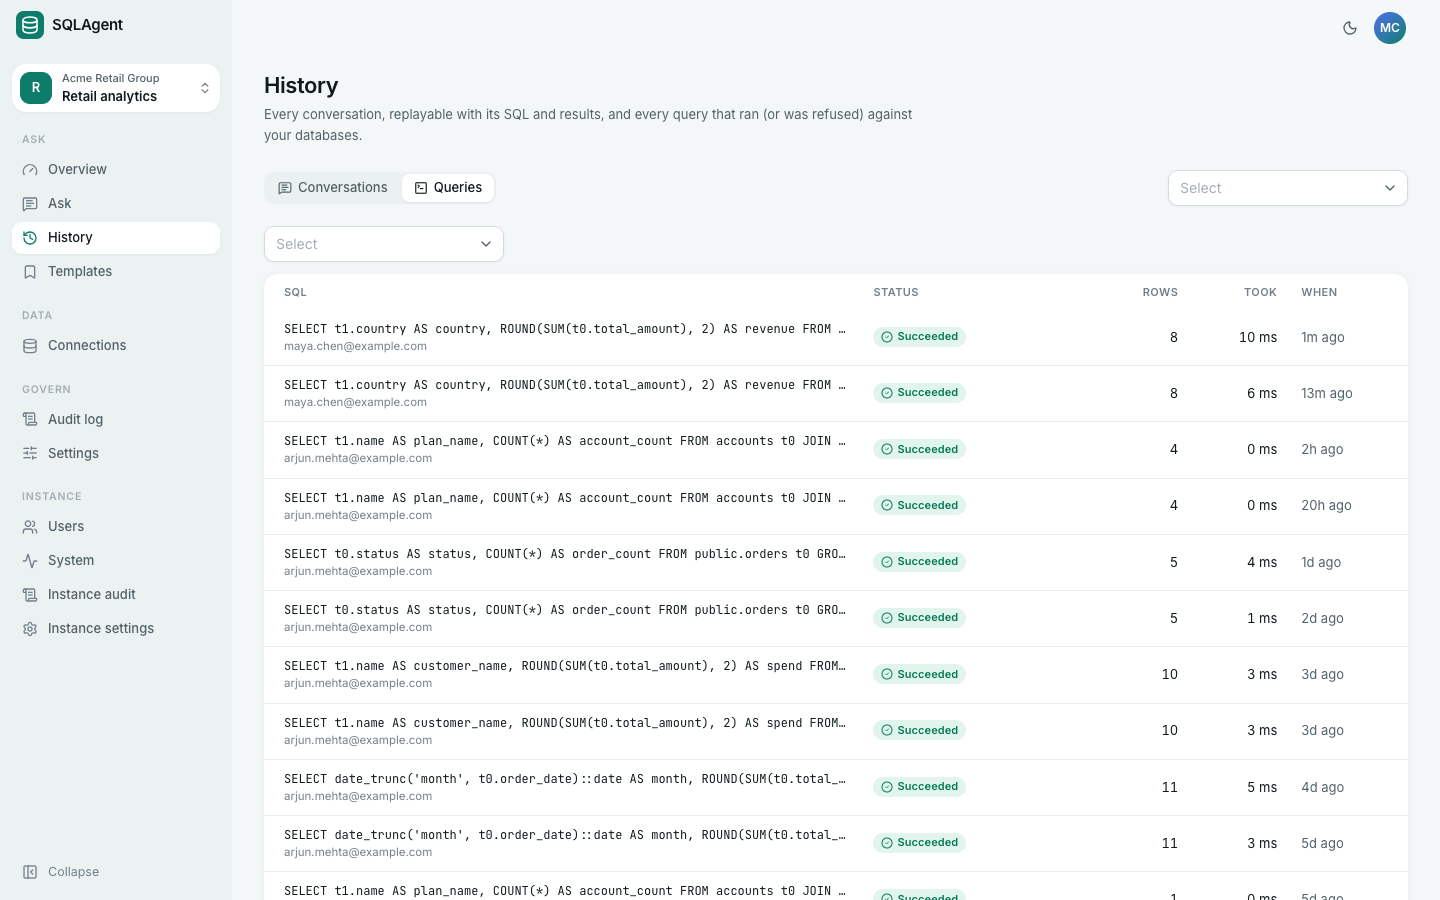 SQLAgent
R
Acme Retail Group
Retail analytics
ASK
Overview
Ask
History
Templates
DATA
Connections
GOVERN
Audit log
Settings
INSTANCE
Users
System
Instance audit
Instance settings
Collapse
MC
History
Every conversation, replayable with its SQL and results, and every query that ran (or was refused) against
your databases.
Conversations
Queries
Select
Select
SQL STATUS ROWS TOOK WHEN
SELECT t1.country AS country, ROUND(SUM(t0.total_amount), 2) AS revenue FROM …
maya.chen@example.com
Succeeded 8 10 ms 1m ago
SELECT t1.country AS country, ROUND(SUM(t0.total_amount), 2) AS revenue FROM …
maya.chen@example.com
Succeeded 8 6 ms 13m ago
SELECT t1.name AS plan_name, COUNT(*) AS account_count FROM accounts t0 JOIN …
arjun.mehta@example.com
Succeeded 4 0 ms 2h ago
SELECT t1.name AS plan_name, COUNT(*) AS account_count FROM accounts t0 JOIN …
arjun.mehta@example.com
Succeeded 4 0 ms 20h ago
SELECT t0.status AS status, COUNT(*) AS order_count FROM public.orders t0 GRO…
arjun.mehta@example.com
Succeeded 5 4 ms 1d ago
SELECT t0.status AS status, COUNT(*) AS order_count FROM public.orders t0 GRO…
arjun.mehta@example.com
Succeeded 5 1 ms 2d ago
SELECT t1.name AS customer_name, ROUND(SUM(t0.total_amount), 2) AS spend FROM…
arjun.mehta@example.com
Succeeded 10 3 ms 3d ago
SELECT t1.name AS customer_name, ROUND(SUM(t0.total_amount), 2) AS spend FROM…
arjun.mehta@example.com
Succeeded 10 3 ms 3d ago
SELECT date_trunc('month', t0.order_date)::date AS month, ROUND(SUM(t0.total_…
arjun.mehta@example.com
Succeeded 11 5 ms 4d ago
SELECT date_trunc('month', t0.order_date)::date AS month, ROUND(SUM(t0.total_…
arjun.mehta@example.com
Succeeded 11 3 ms 5d ago
SELECT t1.name AS plan_name, COUNT(*) AS account_count FROM accounts t0 JOIN …
Succeeded 1 0 ms 5d ago